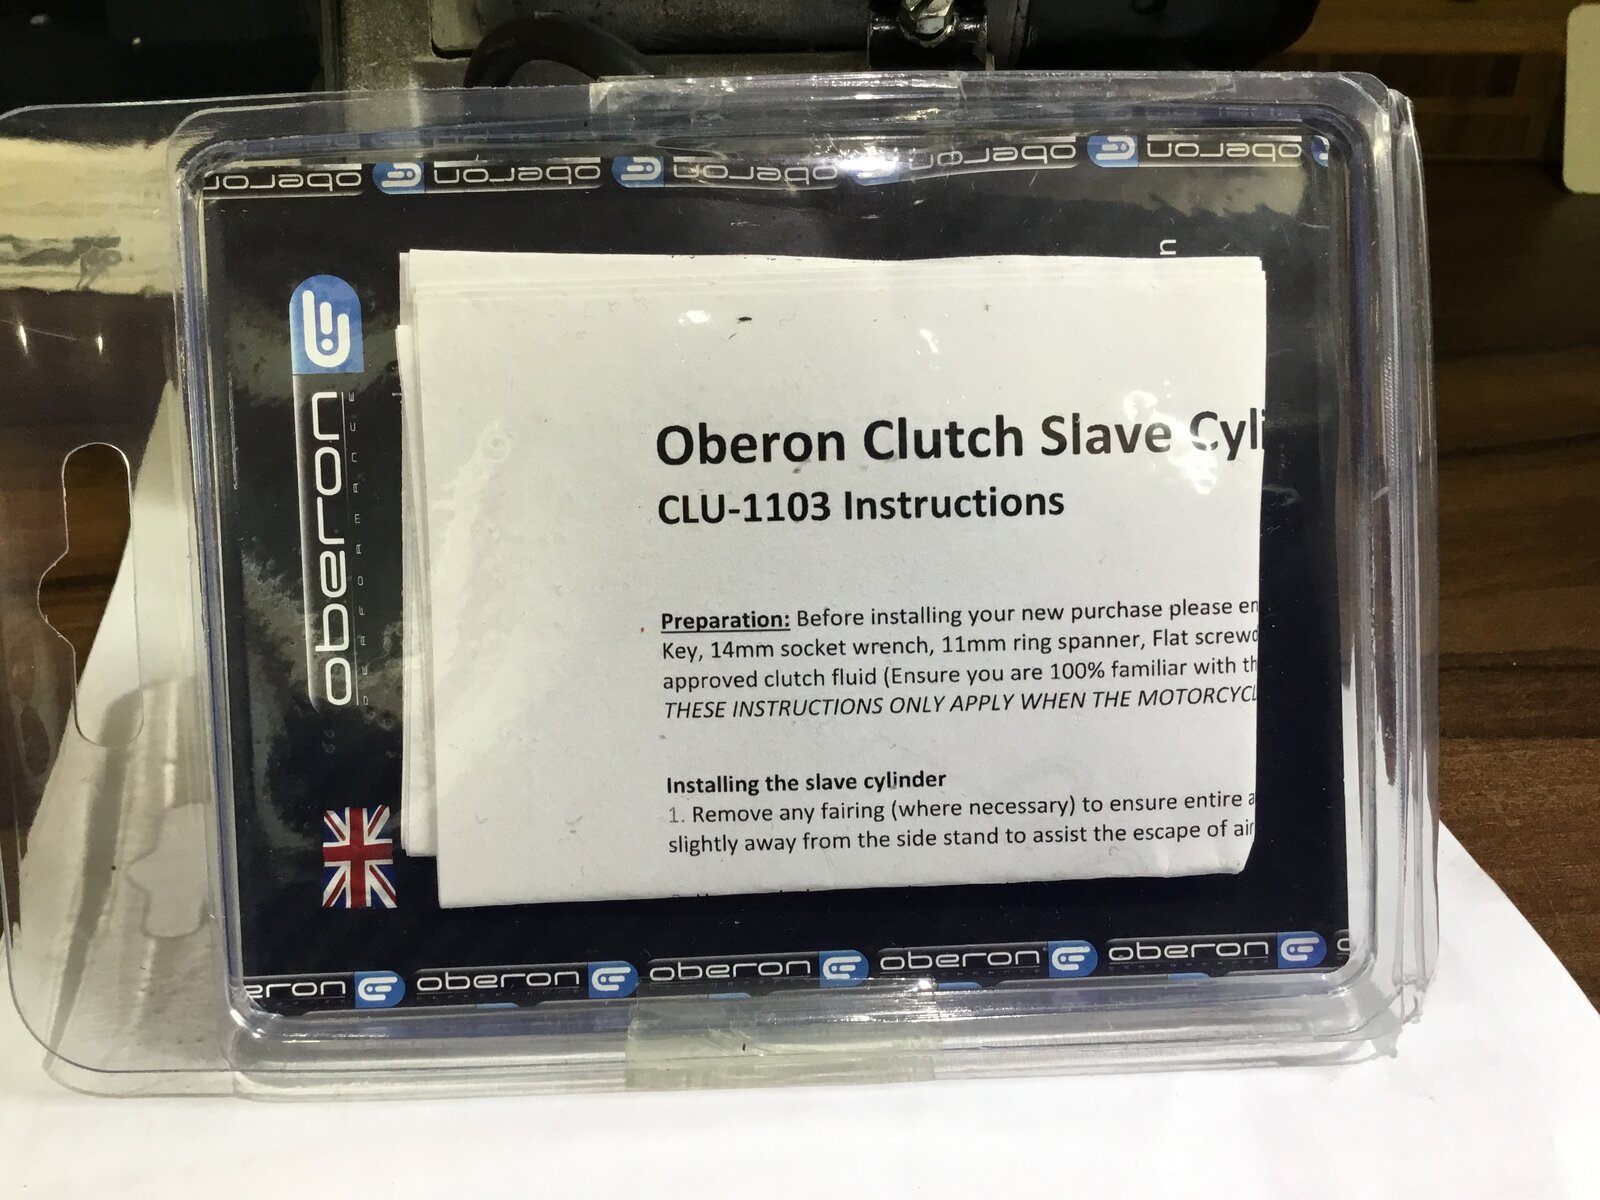 oberon oberon oberon oberon oberon
oberon
PERFORMANCE
Oberon Clutch Slave Cyli
CLU-1103 Instructions
Preparation: Before installing your new purchase please en
Key, 14mm socket wrench, 11mm ring spanner, Flat screwd
approved clutch fluid (Ensure you are 100% familiar with th
THESE INSTRUCTIONS ONLY APPLY WHEN THE MOTORCYCL
Installing the slave cylinder
1. Remove any fairing (where necessary) to ensure entire a
slightly away from the side stand to assist the escape of air
eron oberon oberon oberon oberon